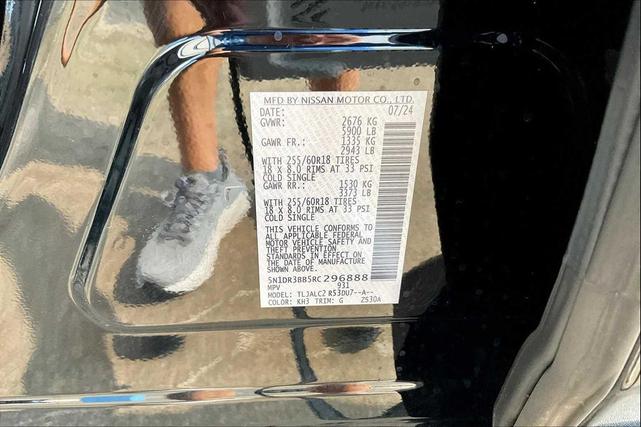 MFD BY NISSAN MOTOR CO., LTD.
DATE: 07/24
GVWR: 2676 KG
5900 LB
GAWR FR.: 1335 KG
2943 LB
WITH 255/60R18 TIRES
18 X 8.0 RIMS AT 33 PSI
COLD SINGLE
GAWR RR.: 1530 KG
3373 LB
WITH 255/60R18 TIRES
18 X 8.0 RIMS AT 33 PSI
COLD SINGLE
THIS VEHICLE CONFORMS TO
ALL APPLICABLE FEDERAL
MOTOR VEHICLE SAFETY AND
THEFT PREVENTION
STANDARDS IN EFFECT ON
THE DATE OF MANUFACTURE
SHOWN ABOVE.
5N1DR3BB5RC296888
MPV 931
MODEL: TLJALC2 R53DU7--A--
COLOR: KH3 TRIM: G ZS30A